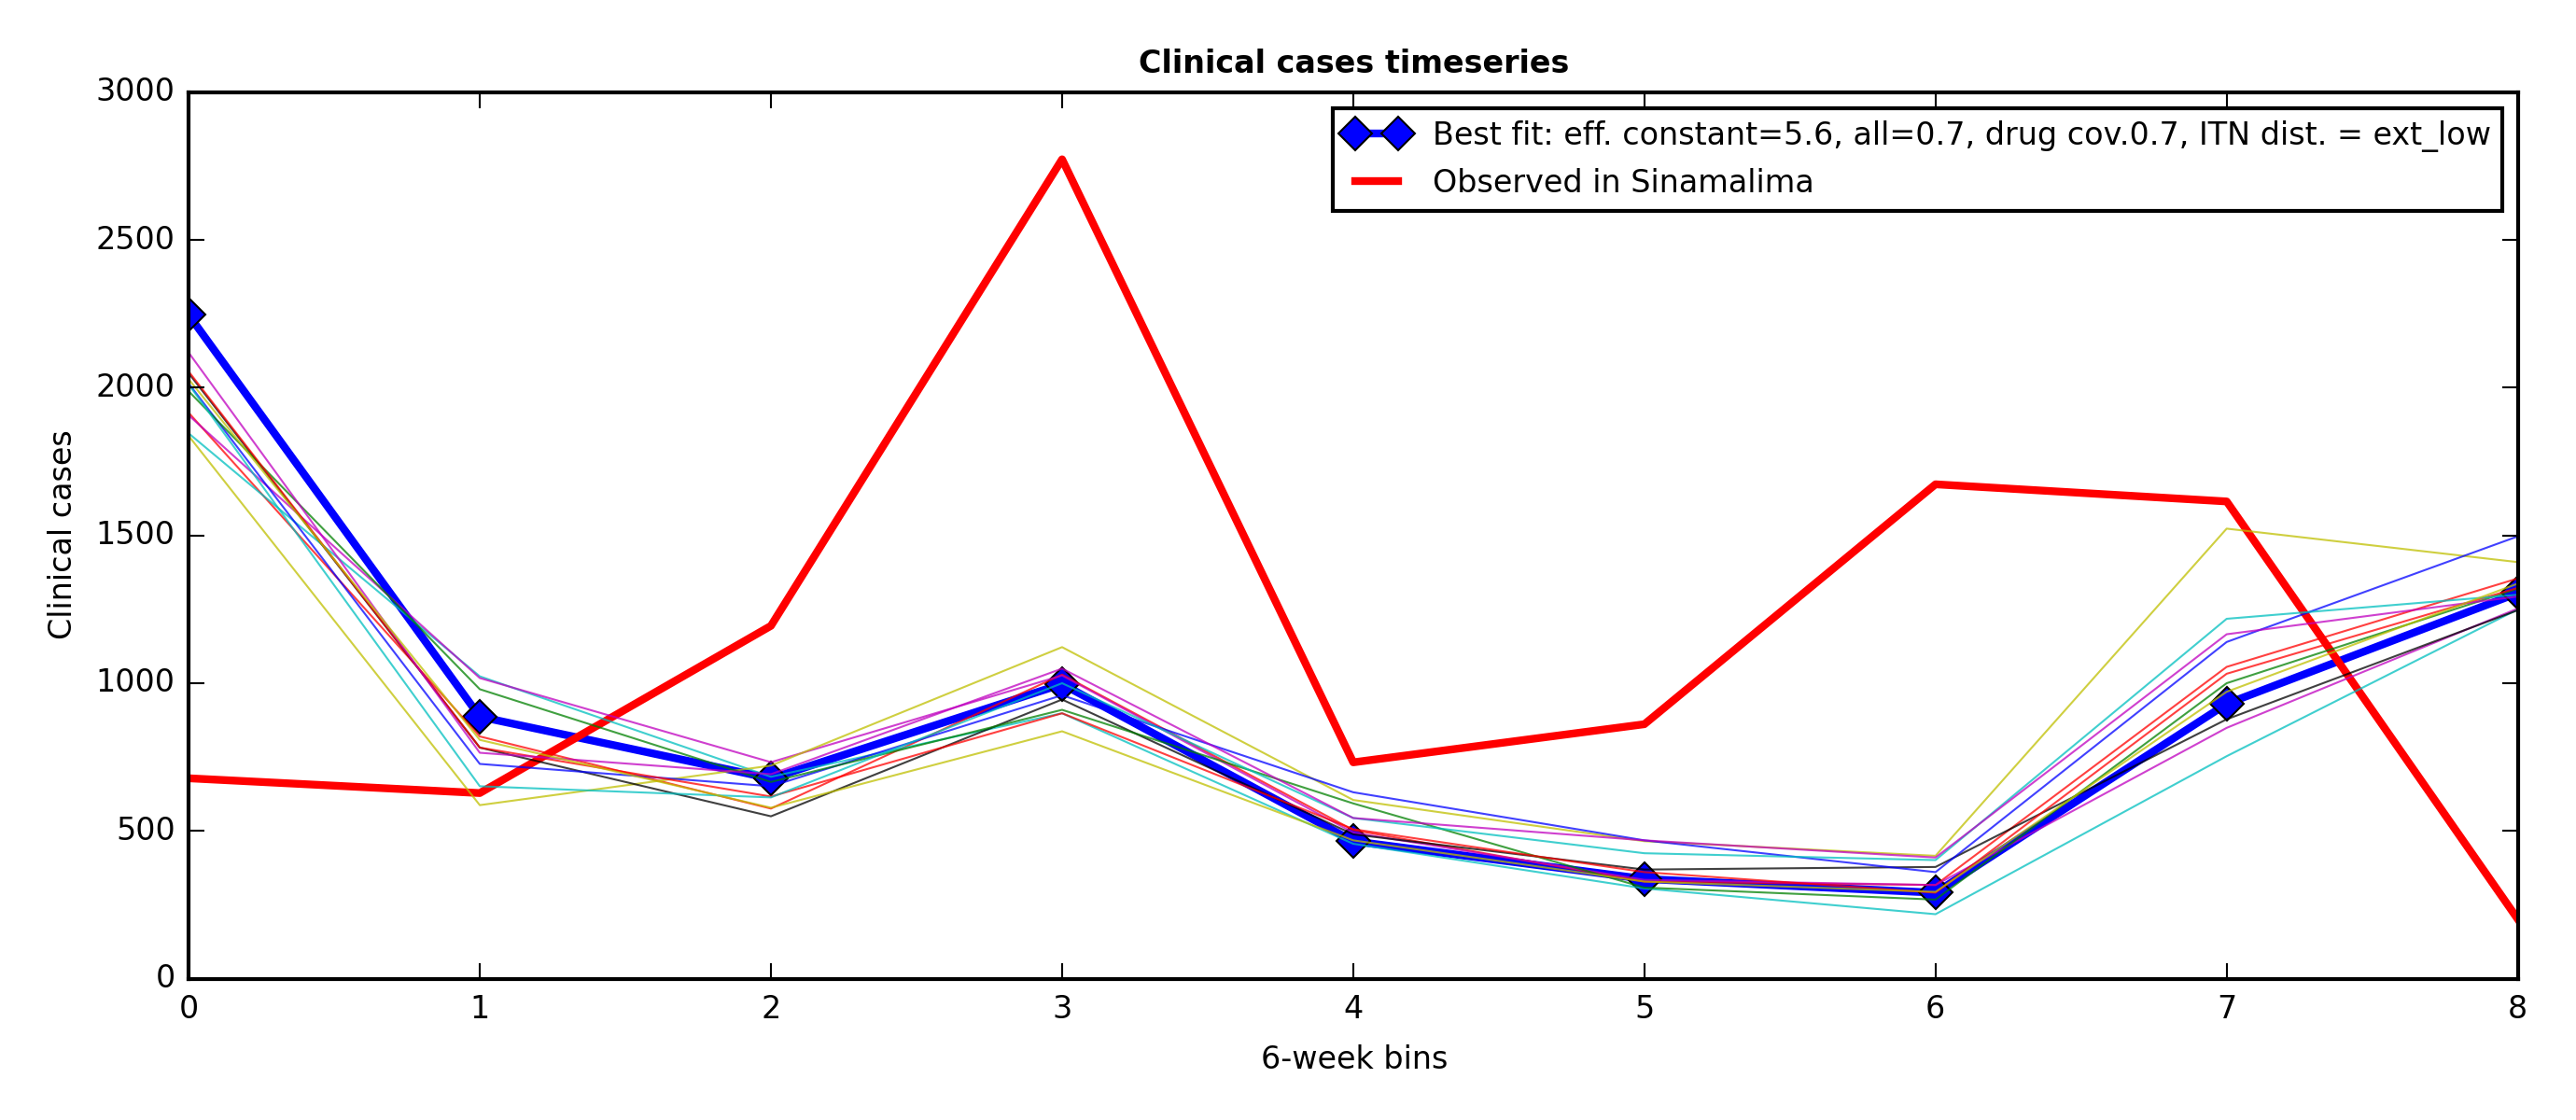 Clinical cases timeseries
3000
2500
2000
1500
1000
500
0
Clinical cases
Best fit: eff. constant=5.6, all=0.7, drug cov.0.7, ITN dist. = ext_low
Observed in Sinamalima
0 1 2 3 4 5 6 7 8
6-week bins